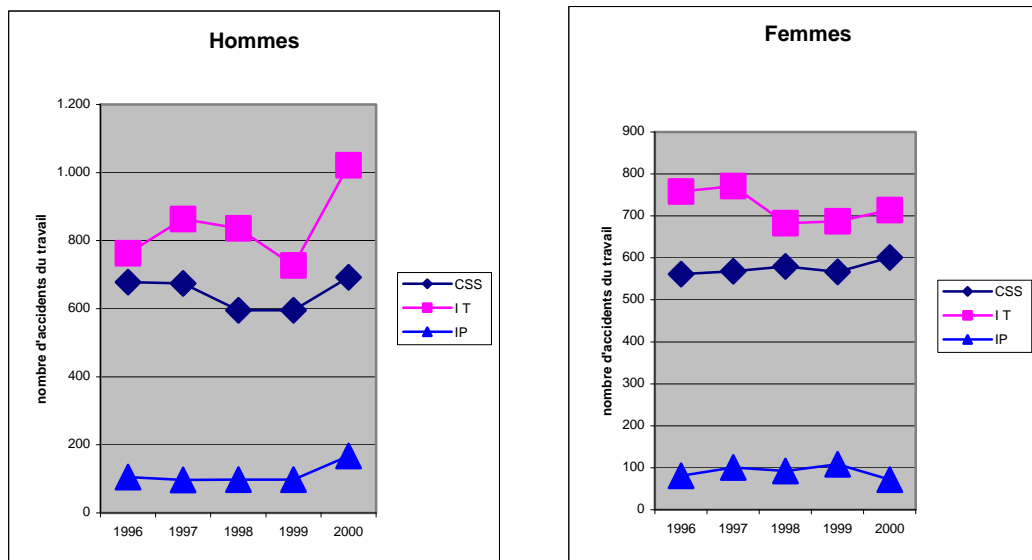 Hommes
nombre d'accidents du travail
1.200
1.000
800
600
400
200
0
1996 1997 1998 1999 2000
CSS
I T
IP
Femmes
nombre d'accidents du travail
900
800
700
600
500
400
300
200
100
0
1996 1997 1998 1999 2000
CSS
I T
IP